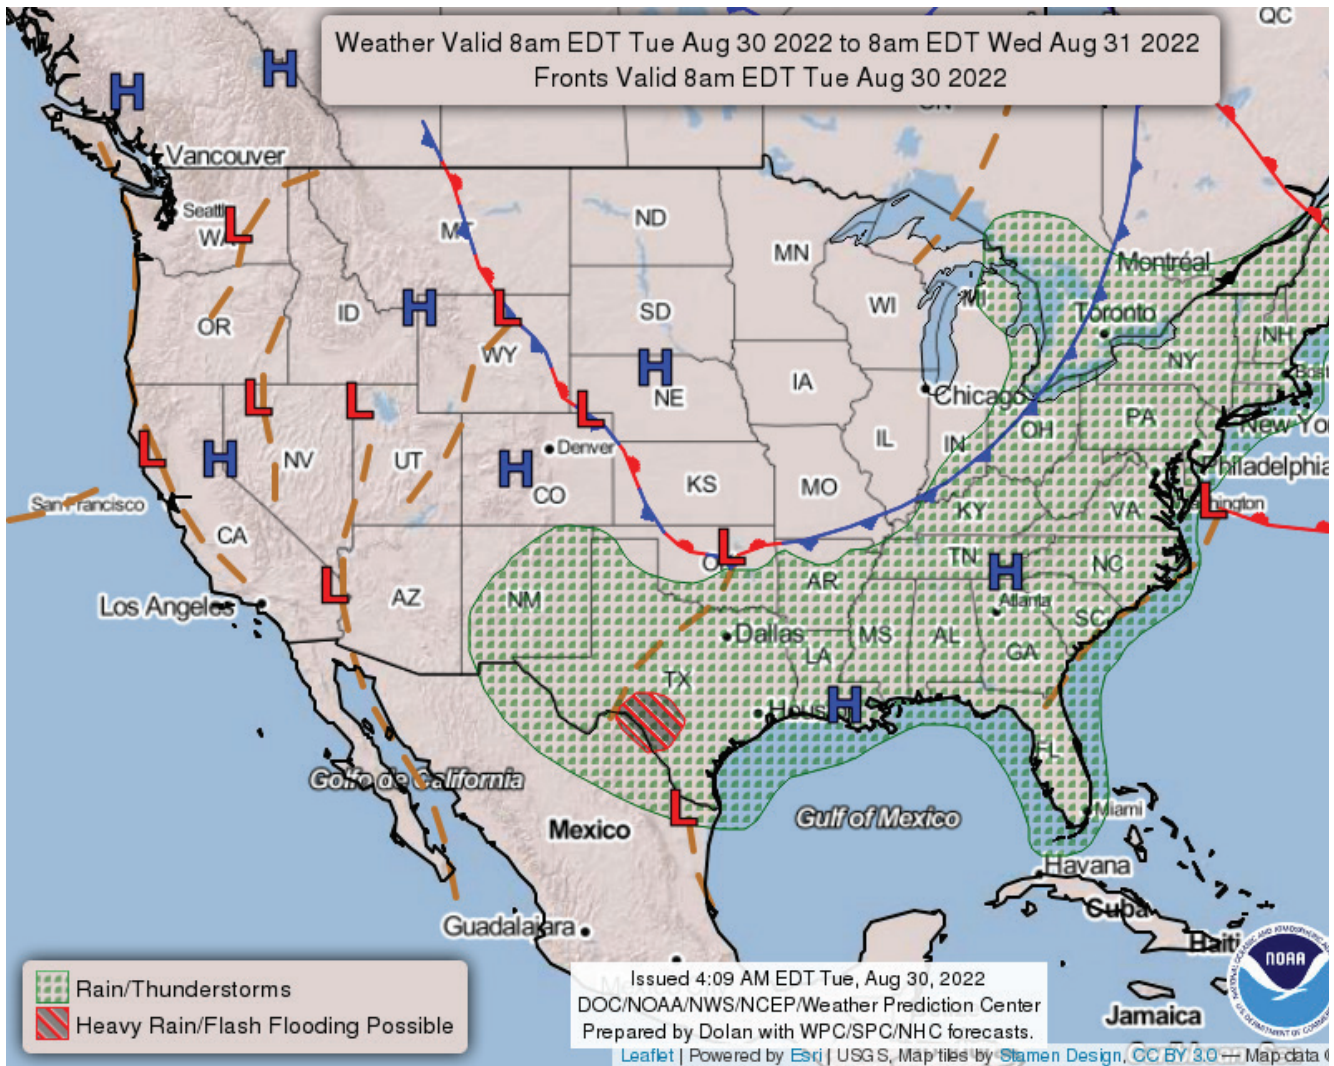 QC
Weather Valid 8am EDT Tue Aug 30 2022 to 8am EDT Wed Aug 31 2022
Fronts Valid 8am EDT Tue Aug 30 2022
H
H
Vancouver
Seattl
L
WA
MT
ND
MN
Montréal
H
L
ID
OR
SD
WI
MI
Toronto
NH
WY
H
NE
IA
NY
Bost
L
L
L
Chicago
PA
New Yor
L
H
NV
UT
Denver
H
CO
KS
MO
IL
IN
OH
Philadelphia
San Francisco
CA
KY
VA
L
L
O
TN
H
NC
Los Angeles
L
AZ
NM
AR
Atlanta
SC
Dallas
MS
AL
GA
LA
TX
Houst
H
FL
Golfo de California
L
Mexico
Gulf of Mexico
Miami
Havana
Cuba
Guadalajara
Haiti
NOAA
Jamaica
Rain/Thunderstorms
Heavy Rain/Flash Flooding Possible
Issued 4:09 AM EDT Tue, Aug 30, 2022
DOC/NOAA/NWS/NCEP/Weather Prediction Center
Prepared by Dolan with WPC/SPC/NHC forecasts.
Leaflet | Powered by Esri | USGS, Map tiles by Stamen Design, CC BY 3.0 — Map data ©